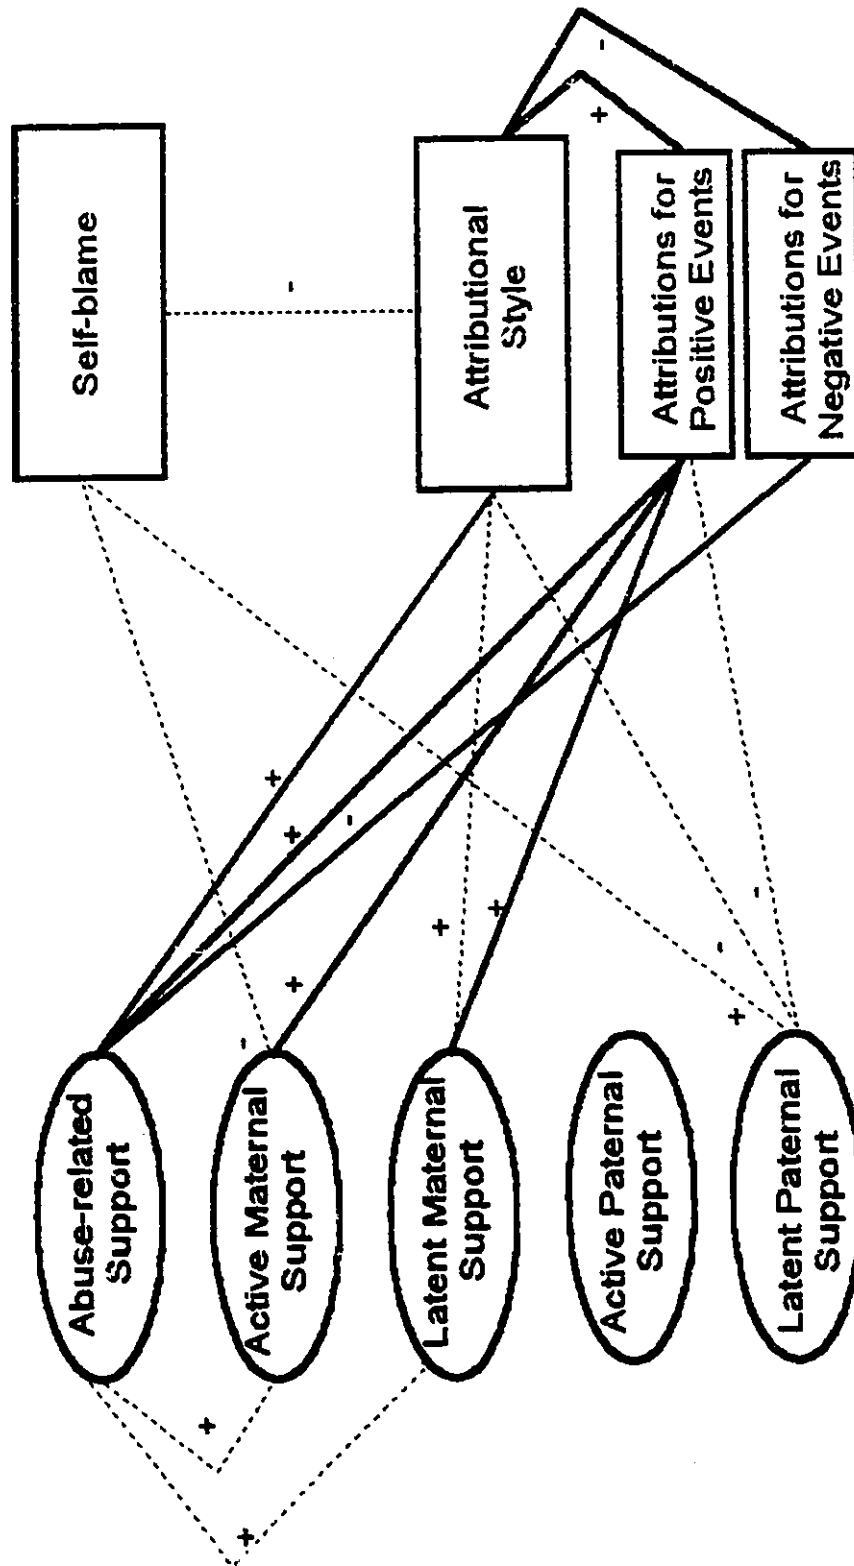 Abuse-related
Support
Active Maternal
Support
Latent Maternal
Support
Active Paternal
Support
Latent Paternal
Support
Self-blame
Attributional
Style
Attributions for
Positive Events
Attributions for
Negative Events
+
+
+
+
-
-
+
+
+
+
-
-
-
+
-